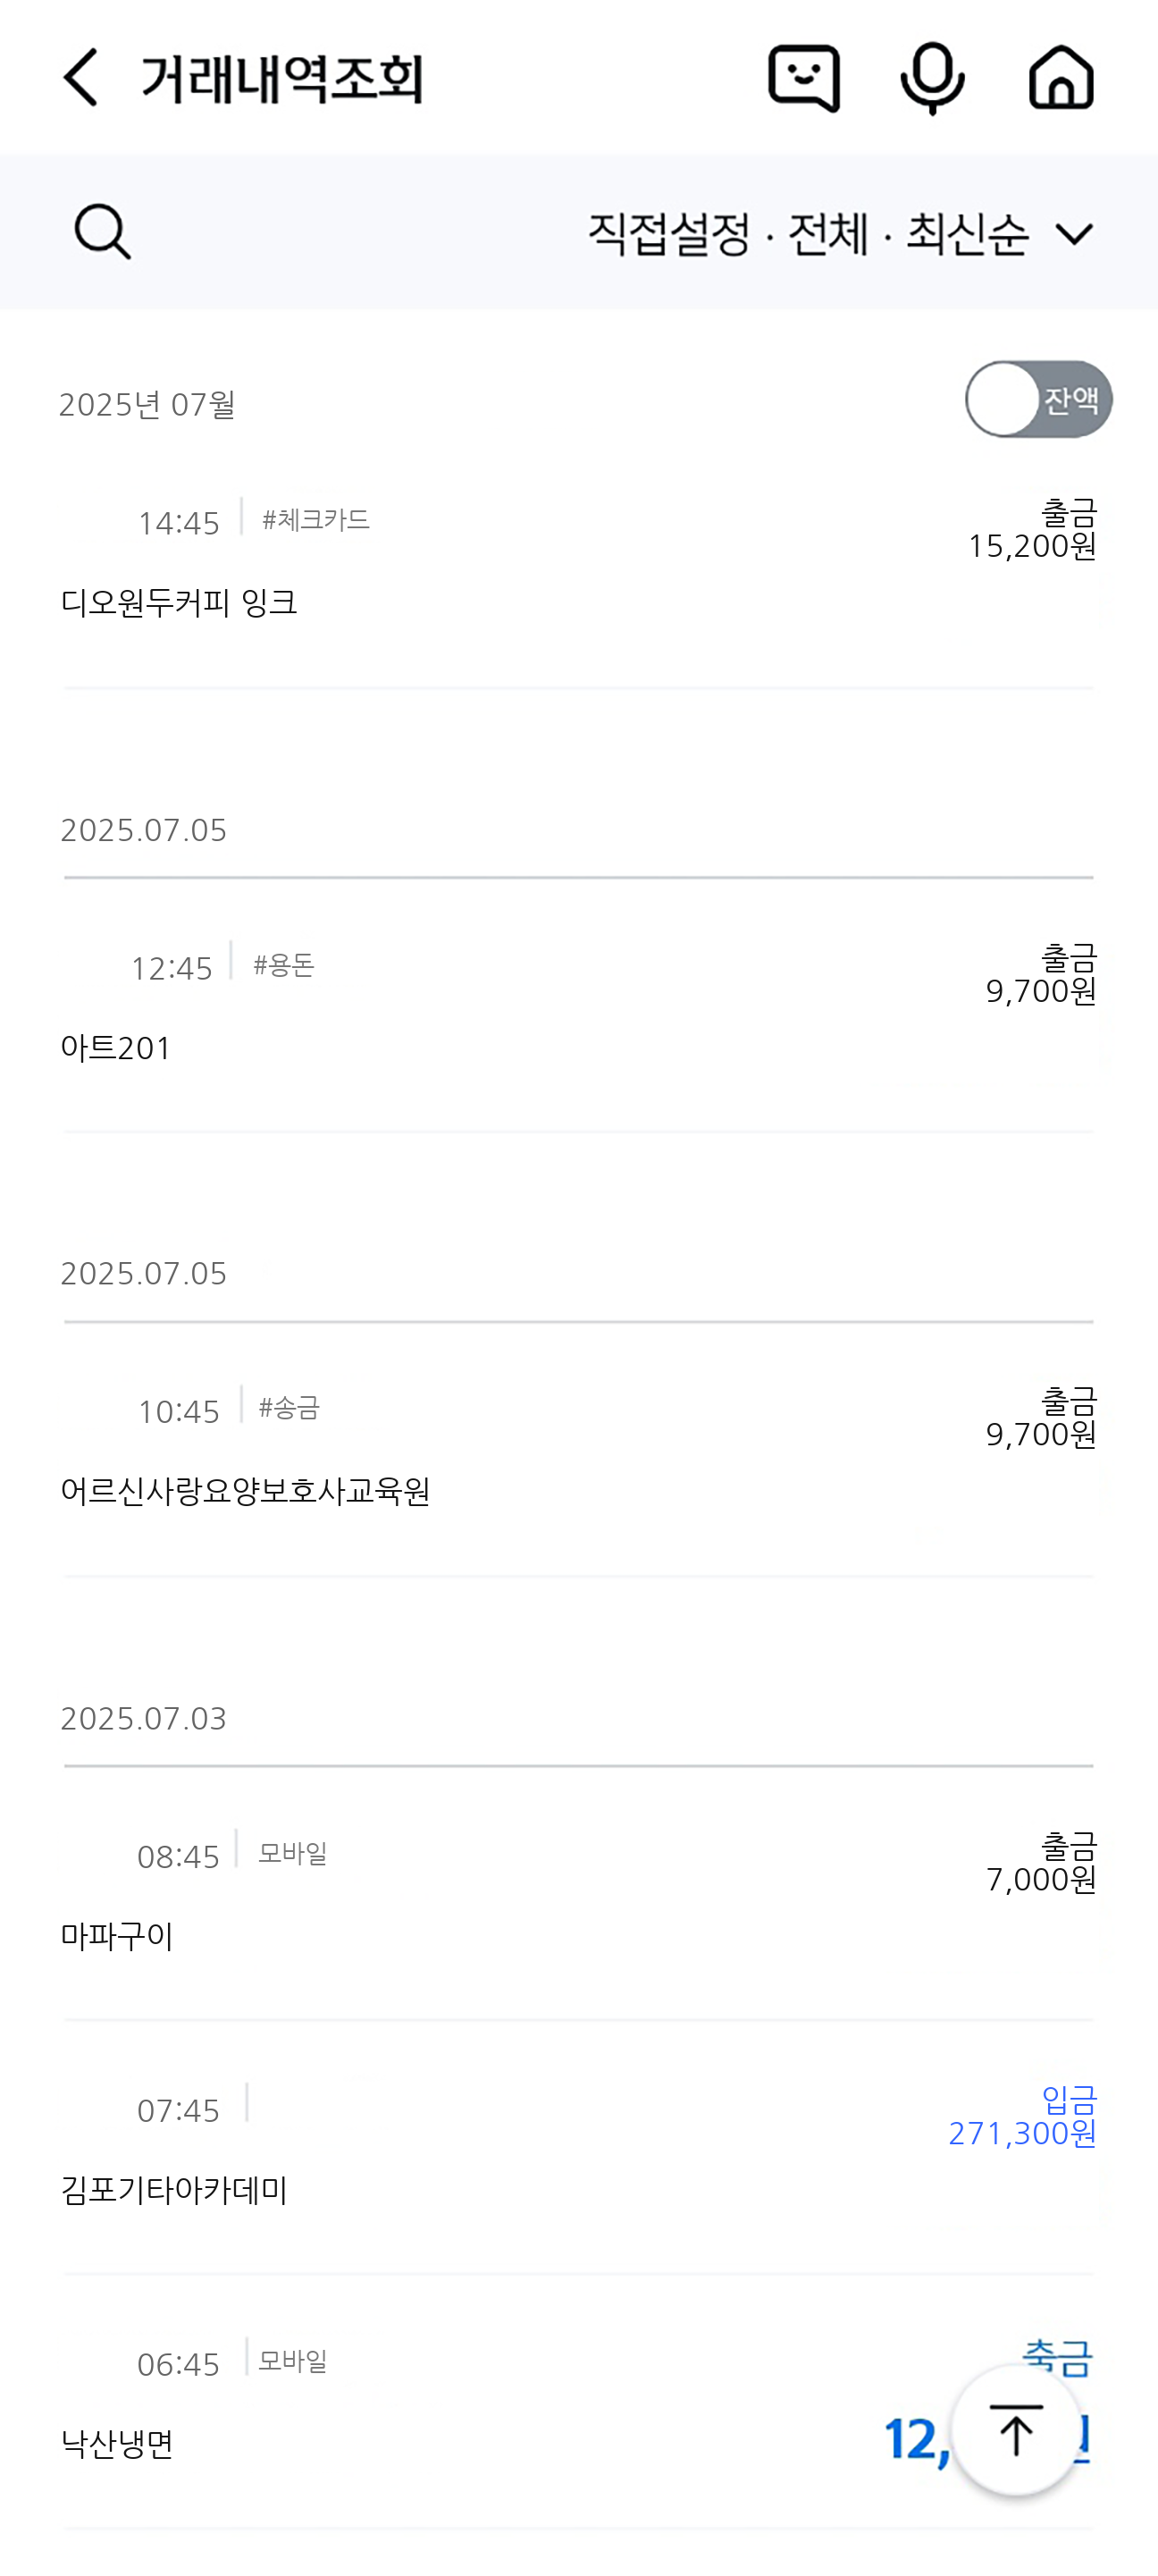 거래내역조회
직접설정 · 전체 · 최신순
2025년 07월
잔액
14:45 #체크카드
출금
15,200원
디오원두커피 잉크
2025.07.05
12:45 #용돈
출금
9,700원
아트201
2025.07.05
10:45 #송금
출금
9,700원
어르신사랑요양보호사교육원
2025.07.03
08:45 모바일
출금
7,000원
마파구이
07:45
입금
271,300원
김포기타아카데미
06:45 모바일
낙산냉면
12,